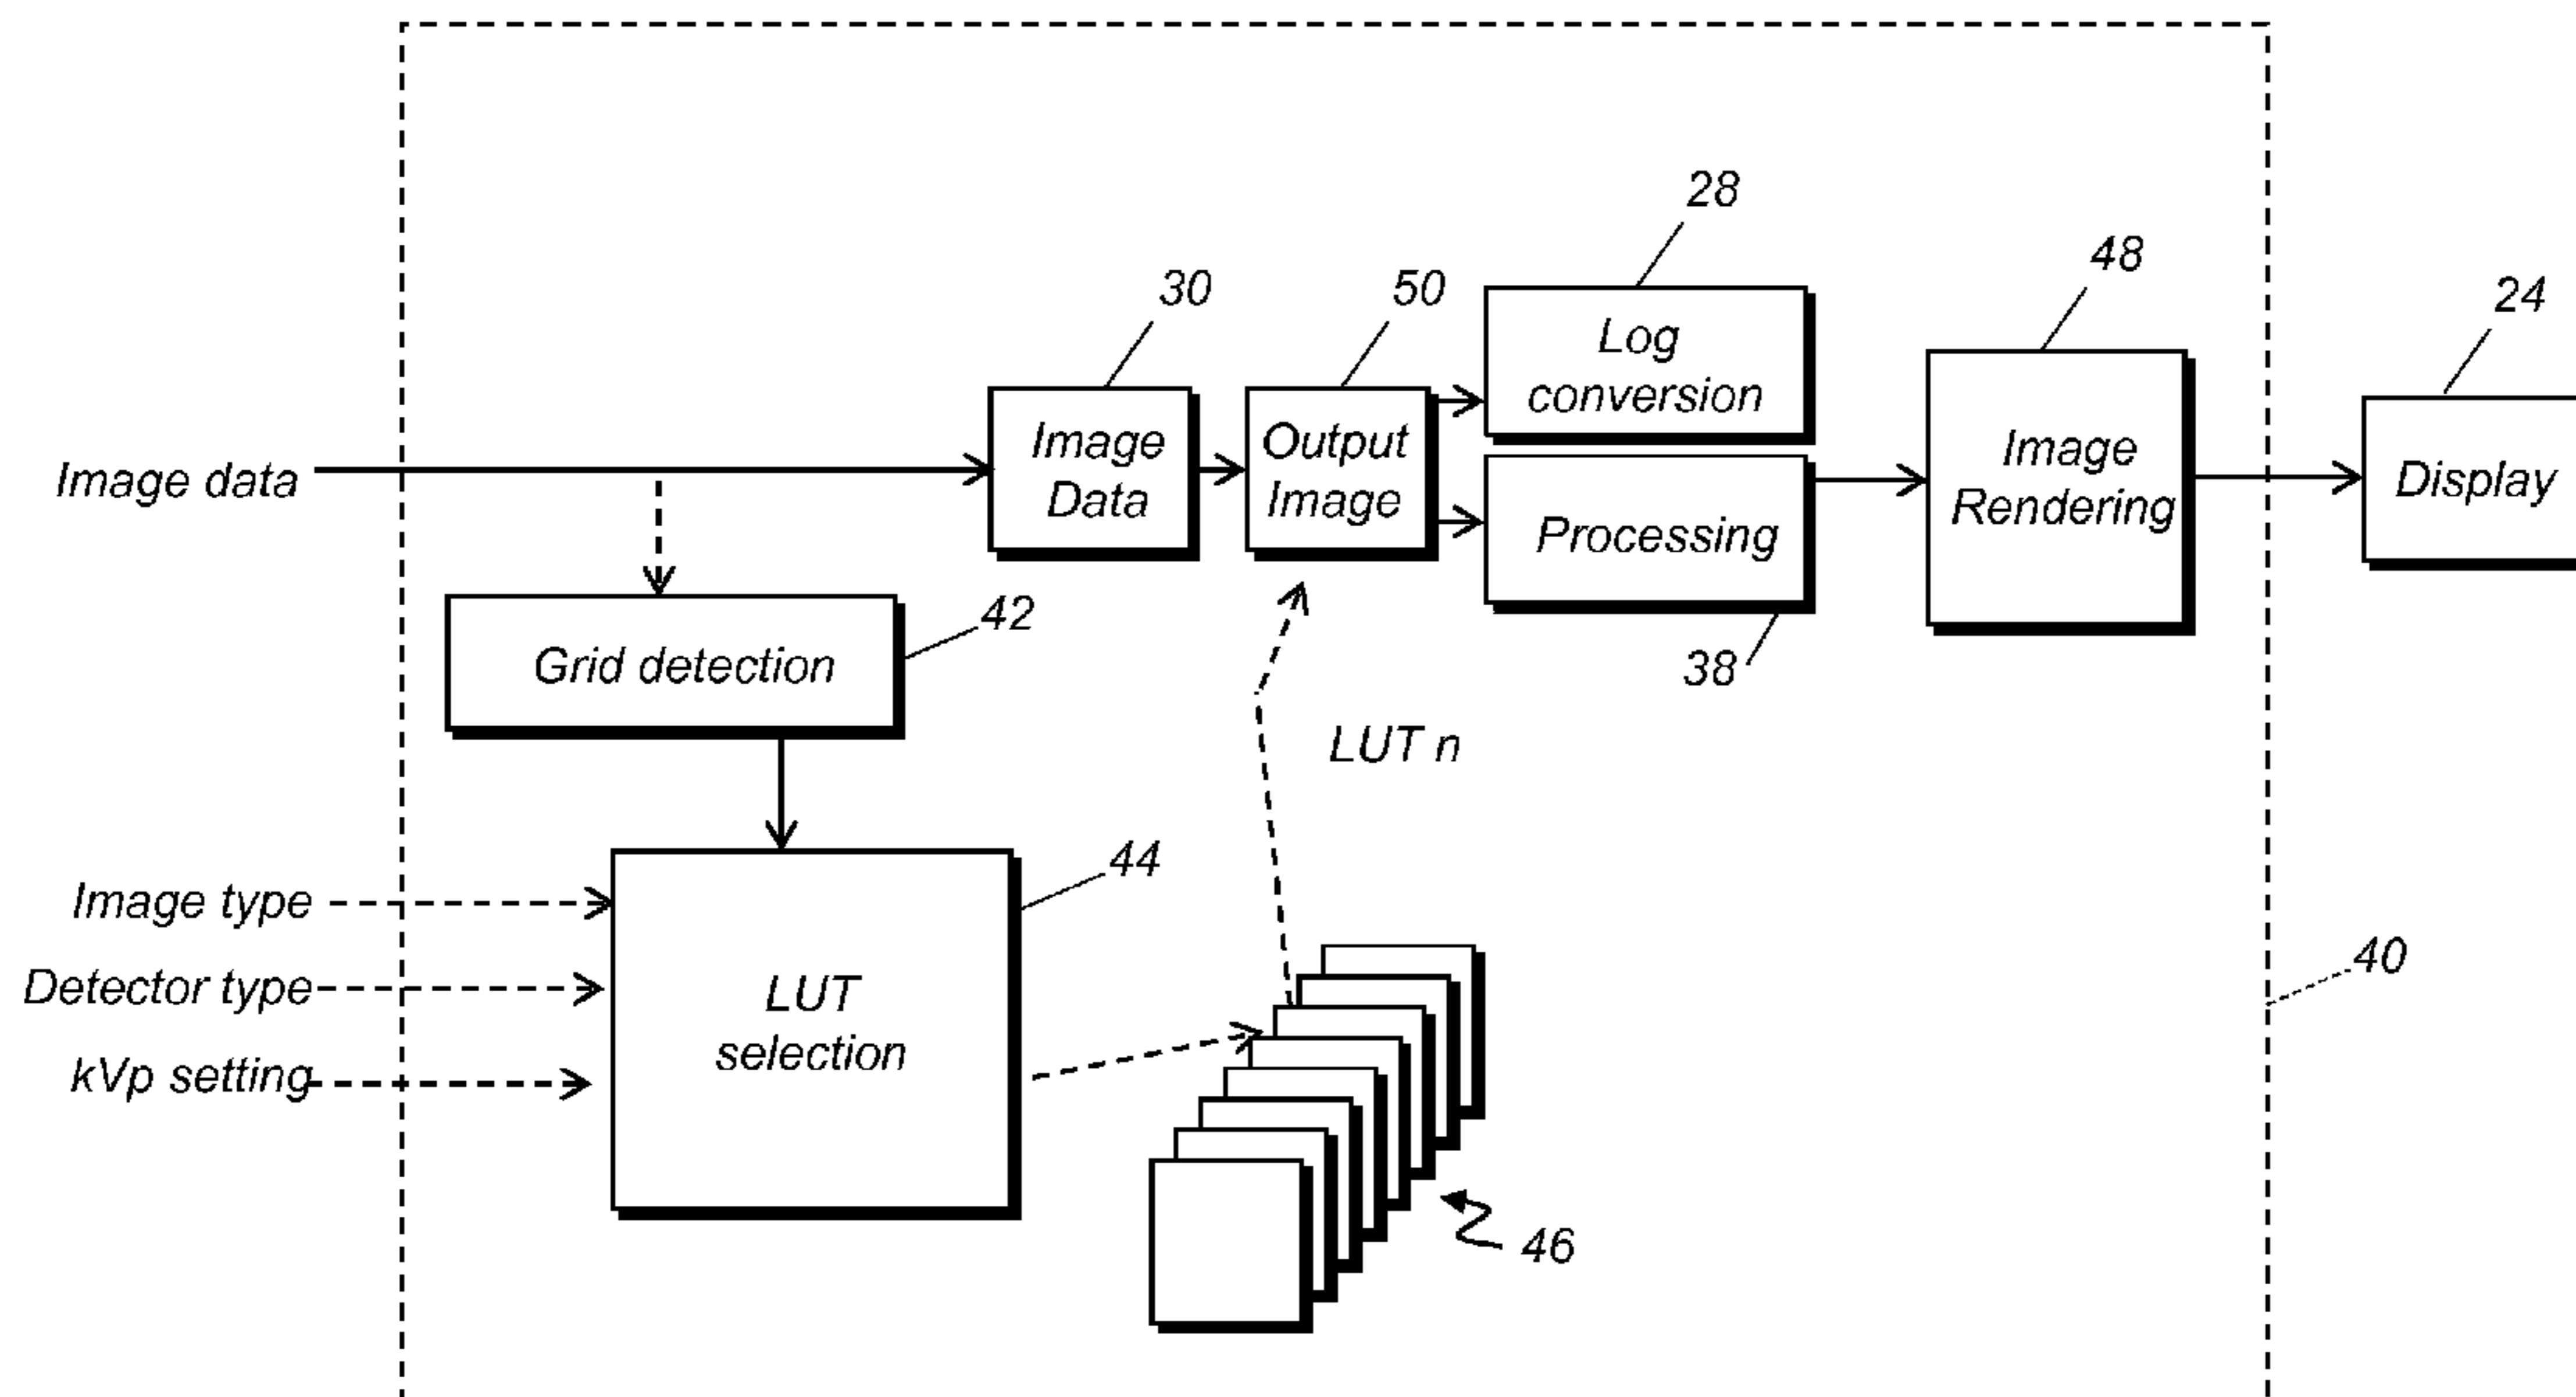 28
Log
conversion
48
24
30
50
Image
Data
Output
Image
Image
Rendering
Display
Image data
Processing
38
Grid detection
42
LUT n
Image type
Detector type
kVp setting
44
LUT
selection
40
46